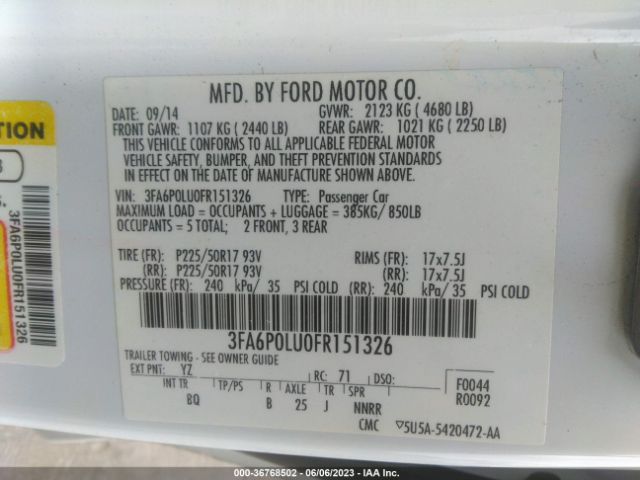 MFD. BY FORD MOTOR CO.
DATE: 09/14 GVWR: 2123 KG ( 4680 LB)
FRONT GAWR: 1107 KG ( 2440 LB) REAR GAWR: 1021 KG ( 2250 LB)
THIS VEHICLE CONFORMS TO ALL APPLICABLE FEDERAL MOTOR
VEHICLE SAFETY, BUMPER, AND THEFT PREVENTION STANDARDS
IN EFFECT ON THE DATE OF MANUFACTURE SHOWN ABOVE.
VIN: 3FA6P0LU0FR151326 TYPE: Passenger Car
MAXIMUM LOAD = OCCUPANTS + LUGGAGE = 385KG/ 850LB
OCCUPANTS = 5 TOTAL; 2 FRONT, 3 REAR
TIRE (FR): P225/50R17 93V RIMS (FR): 17x7.5J
(RR): P225/50R17 93V (RR): 17x7.5J
PRESSURE (FR): 240 kPa/ 35 PSI COLD (RR): 240 kPa/ 35 PSI COLD
3FA6P0LU0FR151326
TRAILER TOWING - SEE OWNER GUIDE
EXT PNT: YZ RC: 71 DSO:
INT TR TP/PS R AXLE TR SPR
BQ B 25 J NNRR
F0044
R0092
CMC 5U5A-5420472-AA
TION
3FA6P0LU0FR151326
000-36768502 - 06/06/2023 - IAA Inc.